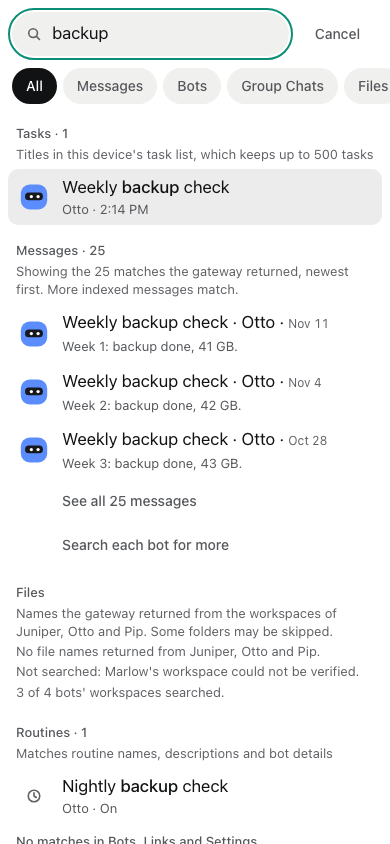 backup
Cancel
All
Messages
Bots
Group Chats
Files
Tasks · 1
Titles in this device's task list, which keeps up to 500 tasks
Weekly backup check
Otto · 2:14 PM
Messages · 25
Showing the 25 matches the gateway returned, newest
first. More indexed messages match.
Weekly backup check · Otto · Nov 11
Week 1: backup done, 41 GB.
Weekly backup check · Otto · Nov 4
Week 2: backup done, 42 GB.
Weekly backup check · Otto · Oct 28
Week 3: backup done, 43 GB.
See all 25 messages
Search each bot for more
Files
Names the gateway returned from the workspaces of
Juniper, Otto and Pip. Some folders may be skipped.
No file names returned from Juniper, Otto and Pip.
Not searched: Marlow's workspace could not be verified.
3 of 4 bots' workspaces searched.
Routines · 1
Matches routine names, descriptions and bot details
Nightly backup check
Otto · On
No matches in Bots, Links and Settings